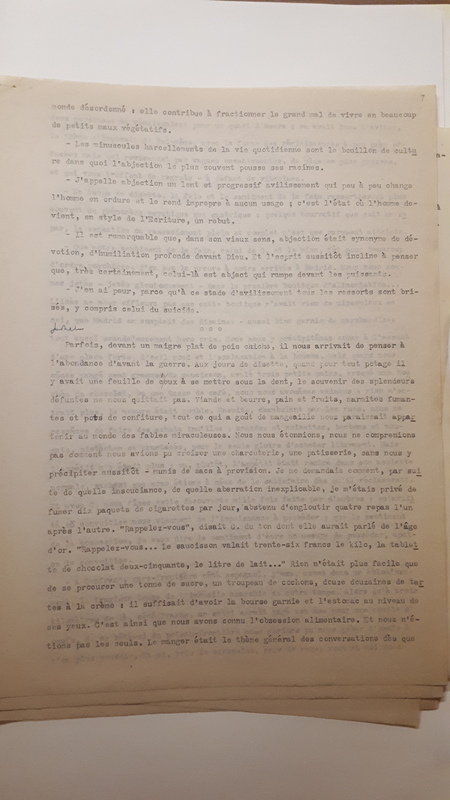 7
monde désordonné : elle contribue à fractionner le grand mal de vivre en beaucoup
de petits maux végétatifs.
- Les minuscules harcellements de la vie quotidienne sont le bouillon de cultu
re dans quoi l'abjection le plus souvent pousse ses racines.
- J'appelle abjection un lent et progressif avilissement qui peu à peu change
l'homme en ordure et le rend impropre à aucun usage ; c'est l'état où l'homme de-
vient, en style de l'Ecriture, un rebut.
- Il est remarquable que, dans son vieux sens, abjection était synonyme de dé-
votion, d'humiliation profonde devant Dieu. Et l'esprit aussitôt incline à penser
que, très certainement, celui-là est abject qui rampe devant les puissants.
- J'en ai peur, parce qu'à ce stade d'avilissement tous les ressorts sont bri-
sés, y compris celui du suicide.
° ° °
Parfois, devant un maigre plat de pois chiche, il nous arrivait de penser à
l'abondance d'avant la guerre. Aux jours de disette, quand pour tout potage il
y avait une feuille de choux à se mettre sous la dent, le souvenir des splendeurs
défuntes ne nous quittait pas. Viande et beurre, pain et fruits, marmites fuman-
tes et pots de confiture, tout ce qui a goût de mangeaille nous paraissait appar
tenir au monde des fables miraculeuses. Nous nous étonnions, nous ne comprenions
pas comment nous avions pu croiser une charcuterie, une patisserie, sans nous y
précipiter aussitôt - munis de sacs à provision. Je me demandais comment, par sui
te de quelle insouciance, de quelle aberration inexplicable, je m'étais privé de
fumer dix paquets de cigarettes par jour, abstenu d'engloutir quatre repas l'un
après l'autre. "Rappelez-vous", disait G. du ton dont elle aurait parlé de l'âge
d'or. "Rappelez-vous... Le saucisson valait trente-six francs le kilo, la tablet
te de chocolat deux-cinquante, le litre de lait..." Rien n'était plus facile que
de se procurer une tonne de sucre, un troupeau de cochons, douze douzaines de tar
tes à la crème : il suffisait d'avoir la bourse garnie et l'estomac au niveau de
ses yeux. C'est ainsi que nous avons connu l'obsession alimentaire. Et nous n'é-
tions pas les seuls. Le manger était le thème général des conversations dès que